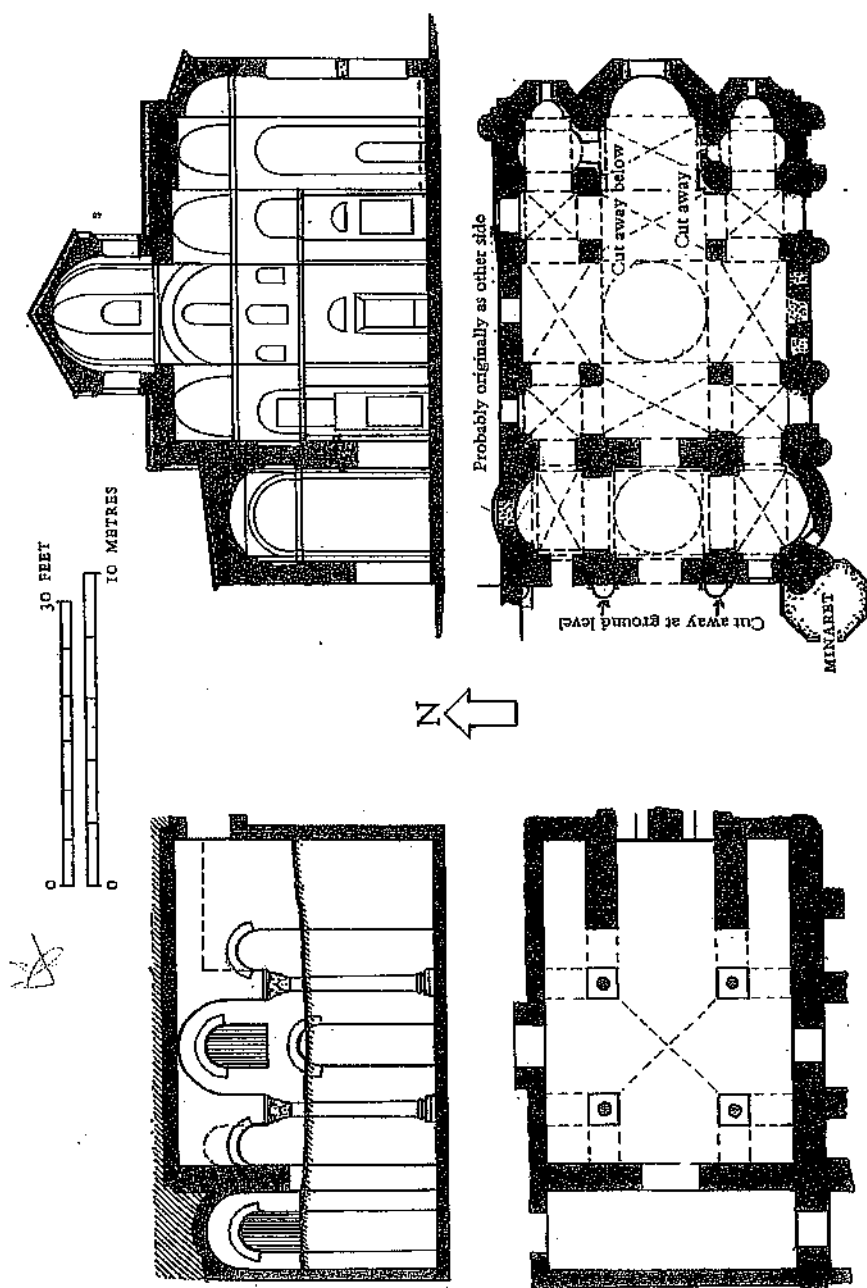 30 FEET
10 METRES
0
0
N
Probably originally as other side
Cut away below
Cut away
Cut away at ground level
MINARET